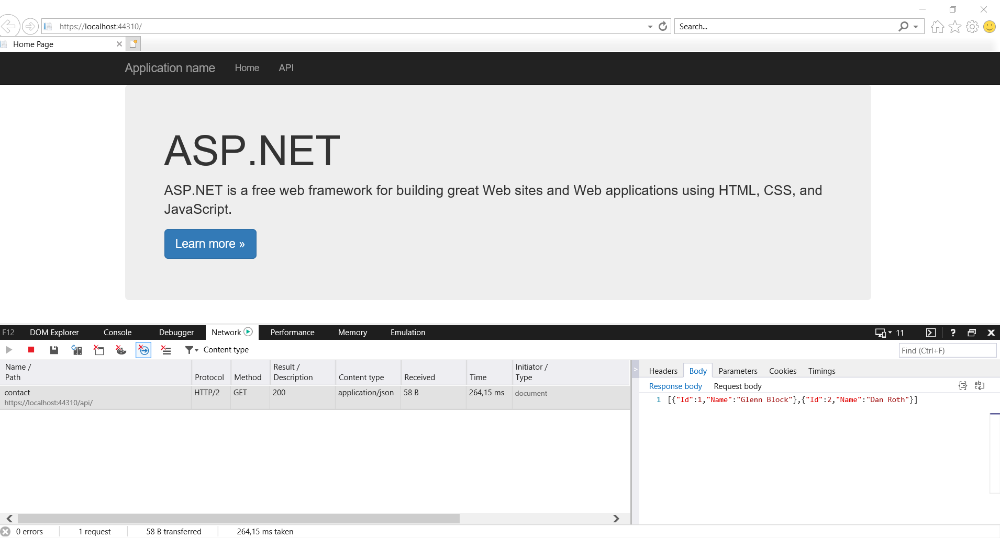 https://localhost:44310/
Search...
Home Page
Application name Home API
ASP.NET
ASP.NET is a free web framework for building great Web sites and Web applications using HTML, CSS, and
JavaScript.
Learn more »
F12 DOM Explorer Console Debugger Network Performance Memory Emulation 11 ?
Content type
Find (Ctrl+F)
Name / Path Protocol Method Result / Description Content type Received Time Initiator / Type
contact HTTP/2 GET 200 application/json 58 B 264,15 ms document
https://localhost:44310/api/
Headers Body Parameters Cookies Timings
Response body Request body
1 [{"Id":1,"Name":"Glenn Block"},{"Id":2,"Name":"Dan Roth"}]
0 errors 1 request 58 B transferred 264,15 ms taken